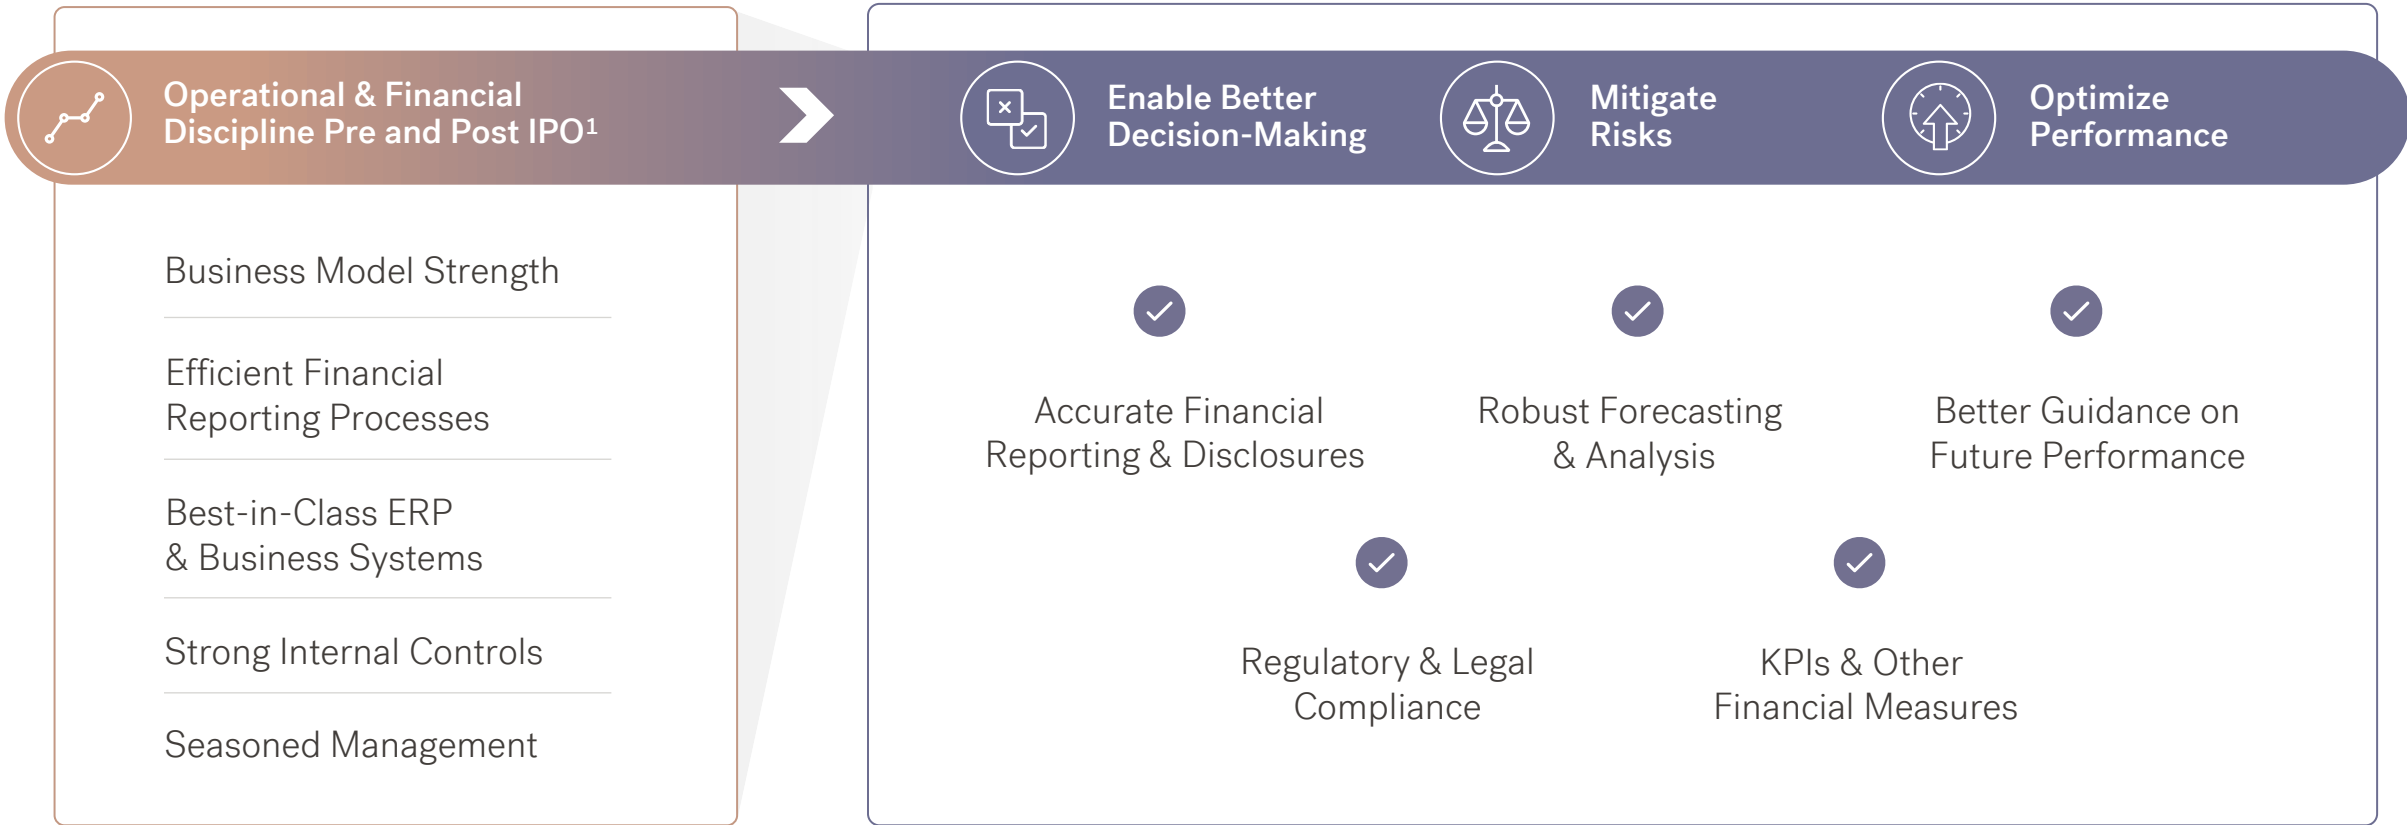 Operational & Financial
Discipline Pre and Post IPO¹
Enable Better
Decision-Making
Mitigate
Risks
Optimize
Performance
Business Model Strength
Efficient Financial
Reporting Processes
Best-in-Class ERP
& Business Systems
Strong Internal Controls
Seasoned Management
Accurate Financial
Reporting & Disclosures
Robust Forecasting
& Analysis
Better Guidance on
Future Performance
Regulatory & Legal
Compliance
KPIs & Other
Financial Measures